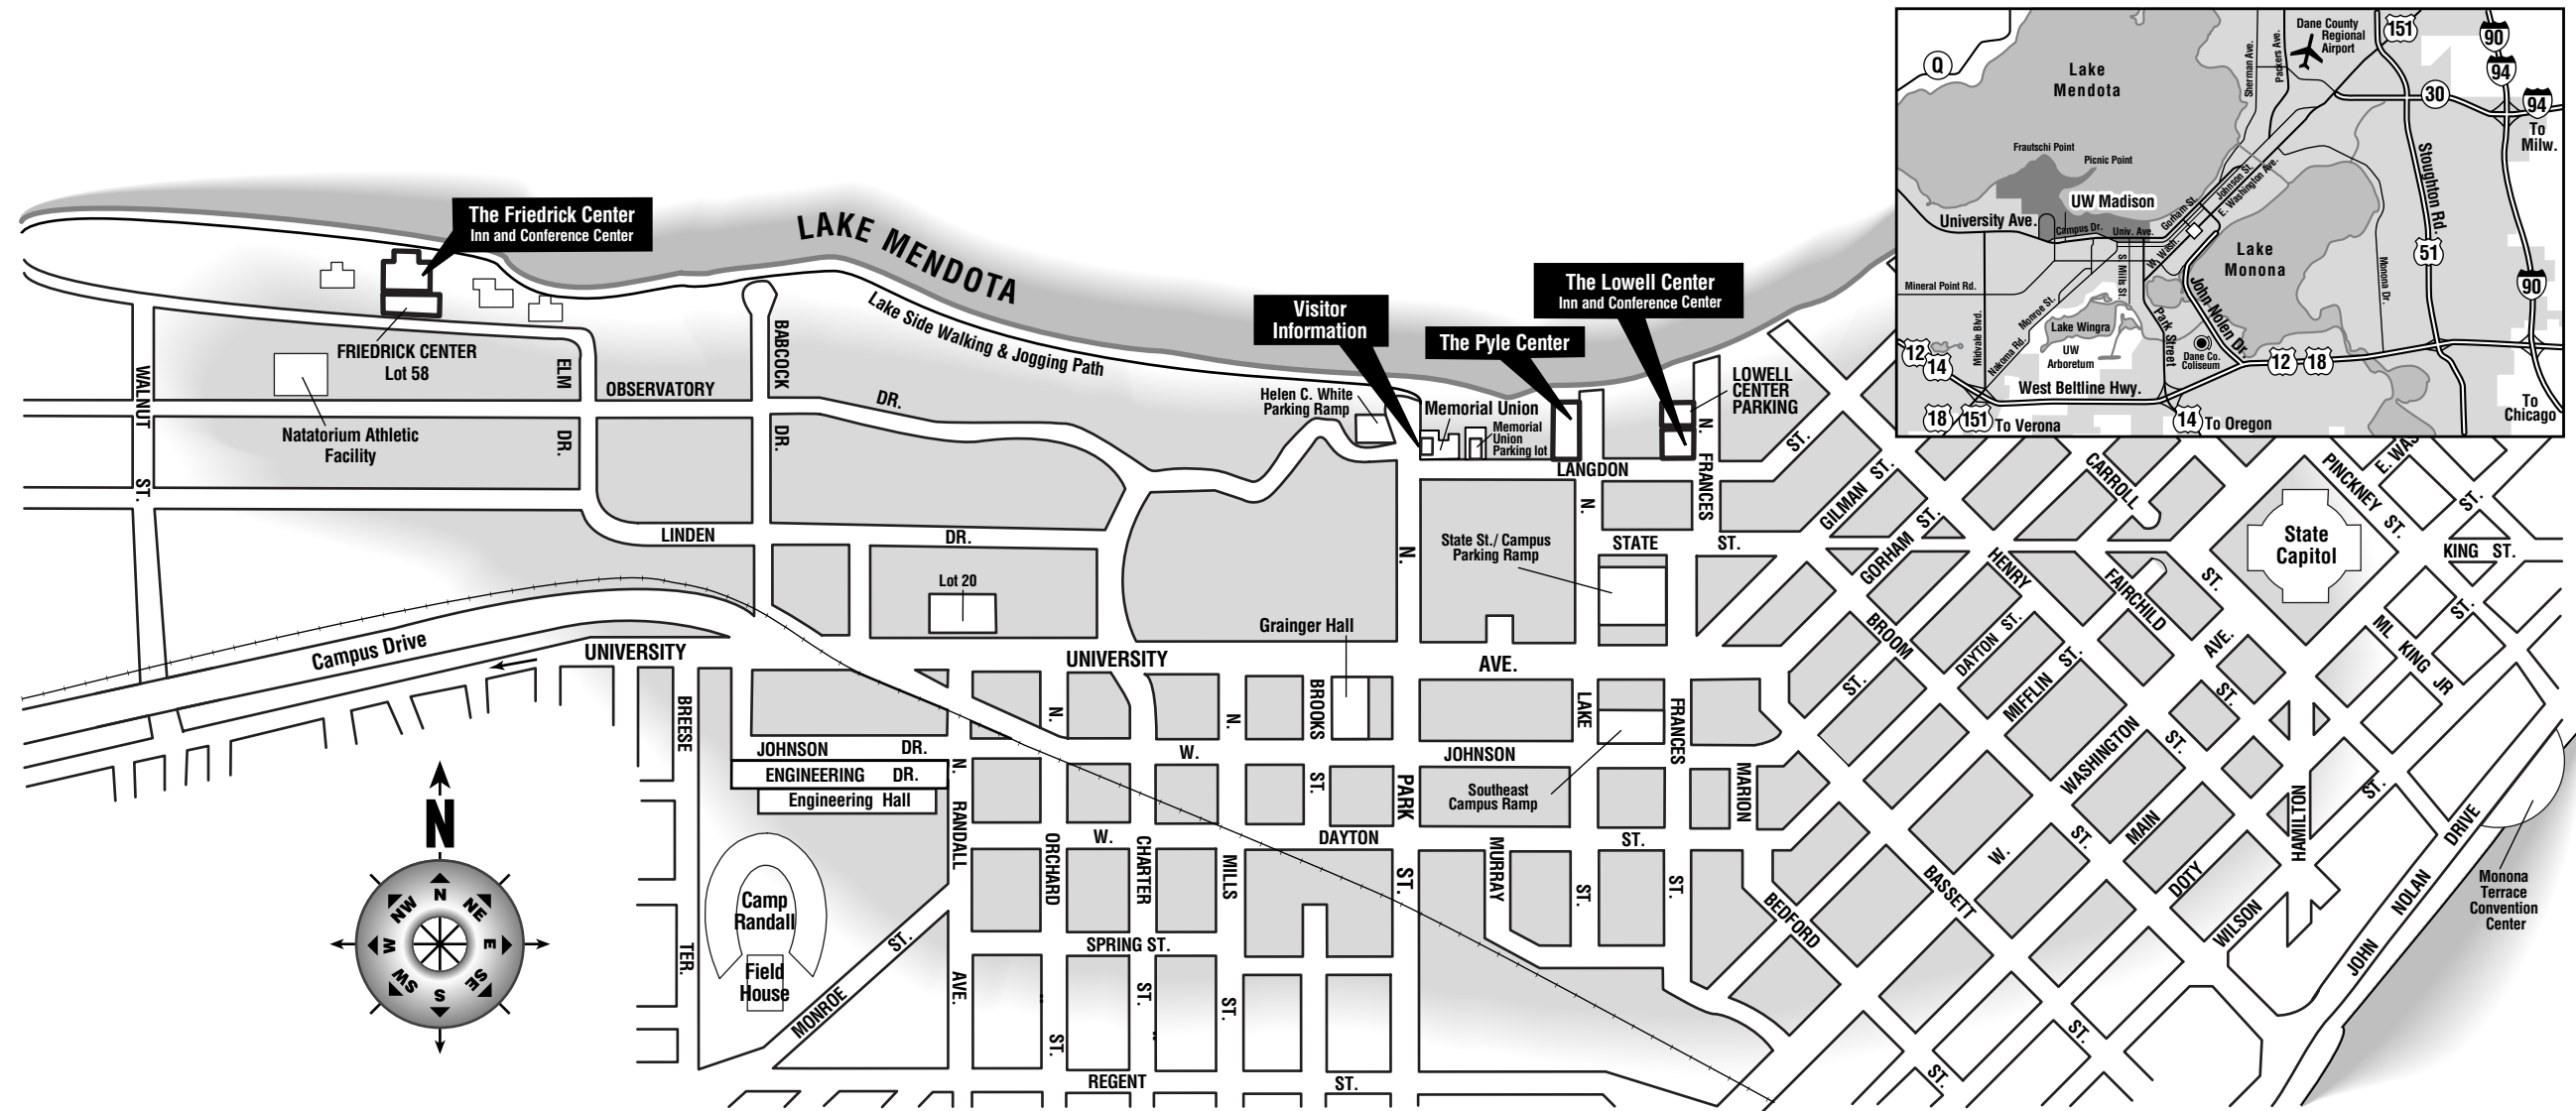 The Friedrick Center
Inn and Conference Center
FRIEDRICK CENTER
Lot 58
Natatorium Athletic
Facility
WALNUT
ST.
ELM
DR.
OBSERVATORY
DR.
BABCOCK
DR.
LAKE MENDOTA
Lake Side Walking & Jogging Path
LINDEN
DR.
Lot 20
Campus Drive
UNIVERSITY
UNIVERSITY
AVE.
Visitor
Information
The Pyle Center
The Lowell Center
Inn and Conference Center
LOWELL
CENTER
PARKING
Helen C. White
Parking Ramp
Memorial Union
Memorial
Union
Parking lot
LANGDON
ST.
N.
FRANCES
N.
State St./ Campus
Parking Ramp
STATE
ST.
N.
Grainger Hall
BREESE
TER.
JOHNSON
DR.
ENGINEERING DR.
Engineering Hall
Camp
Randall
Field
House
MONROE
ST.
N.
RANDALL
AVE.
N.
ORCHARD
ST.
W.
JOHNSON
W.
DAYTON
ST.
CHARTER
ST.
N.
MILLS
ST.
BROOKS
ST.
PARK
ST.
SPRING ST.
REGENT
ST.
LAKE
ST.
FRANCES
ST.
Southeast
Campus Ramp
MURRAY
MARION
BEDFORD
BASSETT
BROOM
ST.
GILMAN ST.
GORHAM
ST.
HENRY
DAYTON ST.
MIFFLIN
ST.
CARROLL
ST.
FAIRCHILD
ST.
WASHINGTON
AVE.
W.
MAIN
ST.
DOTY
ST.
WILSON
ST.
ST.
ST.
HAMILTON
PINCKNEY ST.
E. WAS
ST.
State
Capitol
KING ST.
ML KING JR
ST.
JOHN NOLAN DRIVE
Monona
Terrace
Convention
Center
N
N
NE
E
SE
S
SW
W
NW
Q
Lake
Mendota
Sherman Ave.
Packers Ave.
Dane County
Regional
Airport
151
90
94
30
94
To
Milw.
Frautschi Point
Picnic Point
UW Madison
University Ave.
Campus Dr.
Univ. Ave.
Gorham St.
Johnson St.
E. Washington Ave.
W. Wash.
Stoughton Rd.
51
90
Lake
Monona
Monona Dr.
Mineral Point Rd.
Midvale Blvd.
Monroe St.
Nakoma Rd.
S Mills St.
Park Street
John Nolen Dr.
Lake Wingra
UW
Arboretum
Dane Co.
Coliseum
12
14
12
18
West Beltline Hwy.
18
151
To Verona
14
To Oregon
To
Chicago